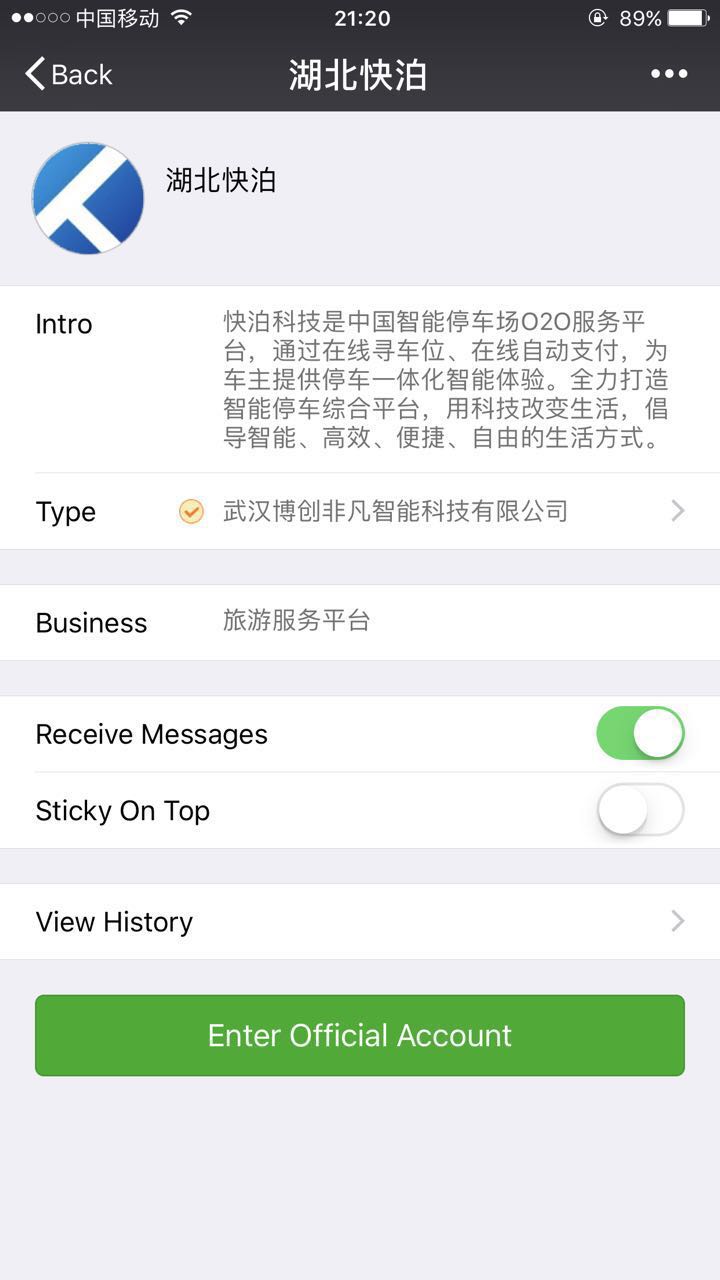 中国移动 21:20 89%
Back 湖北快泊
湖北快泊
Intro 快泊科技是中国智能停车场O2O服务平
台，通过在线寻车位、在线自动支付，为
车主提供停车一体化智能体验。全力打造
智能停车综合平台，用科技改变生活，倡
导智能、高效、便捷、自由的生活方式。
Type 武汉博创非凡智能科技有限公司
Business 旅游服务平台
Receive Messages
Sticky On Top
View History
Enter Official Account